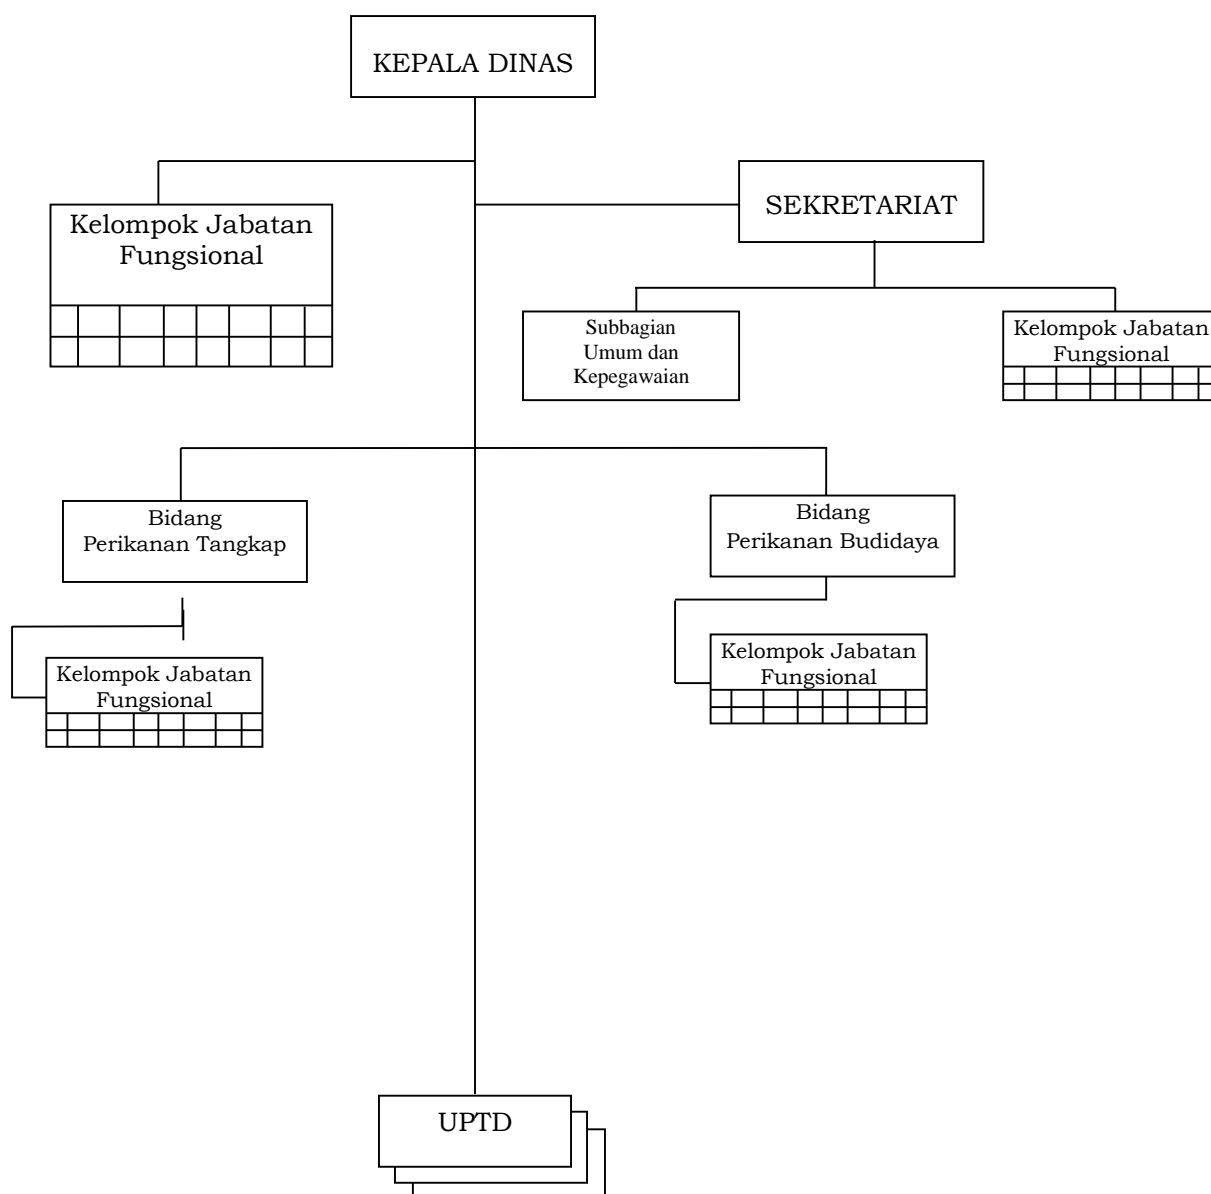 KEPALA DINAS
Kelompok Jabatan
Fungsional
SEKRETARIAT
Subbagian
Umum dan
Kepegawaian
Kelompok Jabatan
Fungsional
Bidang
Perikanan Tangkap
Bidang
Perikanan Budidaya
Kelompok Jabatan
Fungsional
Kelompok Jabatan
Fungsional
UPTD